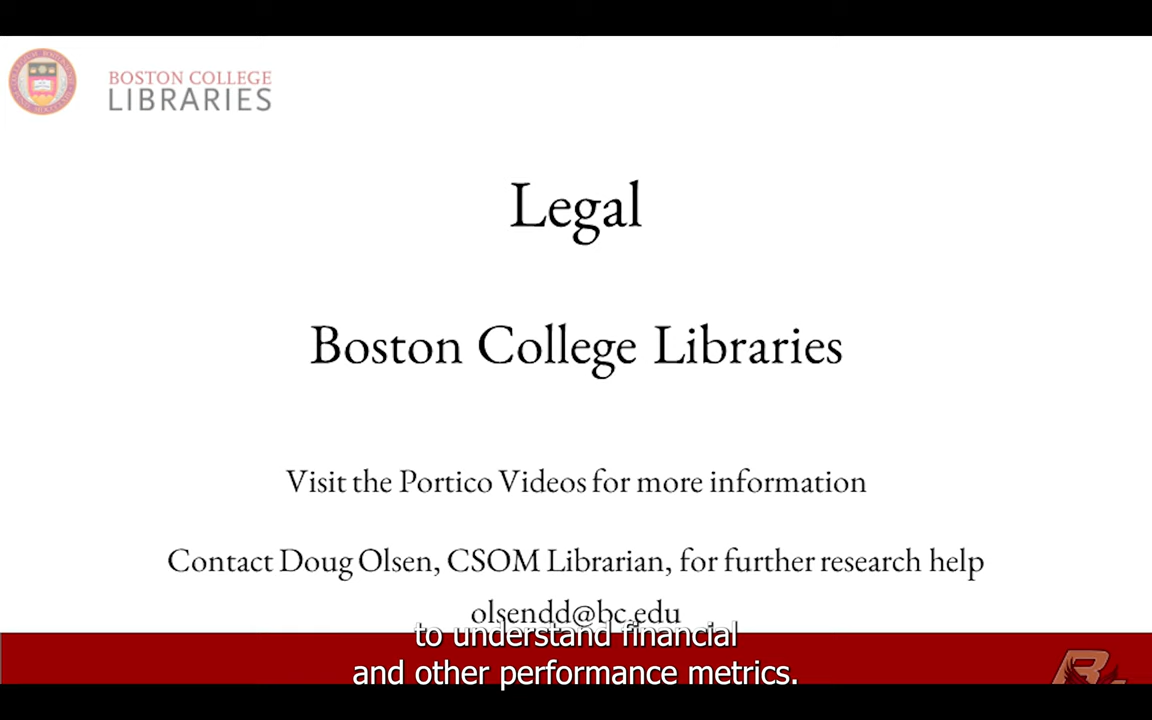 BOSTON COLLEGE
LIBRARIES
Legal
Boston College Libraries
Visit the Portico Videos for more information
Contact Doug Olsen, CSOM Librarian, for further research help
olsendd@bc.edu
to understand financial
and other performance metrics.